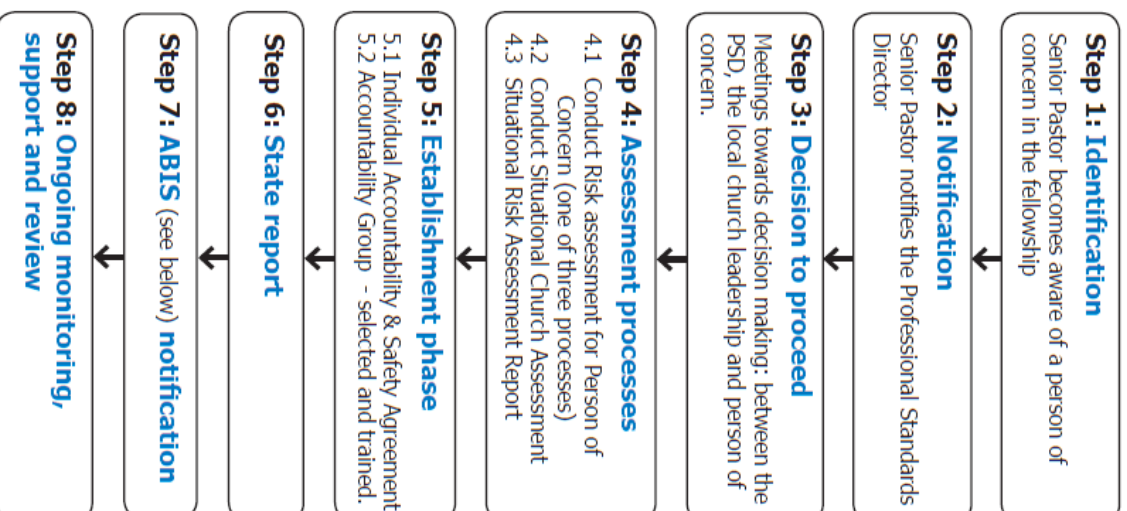 Step 1: Identification
Senior Pastor becomes aware of a person of
concern in the fellowship
Step 2: Notification
Senior Pastor notifies the Professional Standards
Director
Step 3: Decision to proceed
Meetings towards decision making: between the
PSD, the local church leadership and person of
concern.
Step 4: Assessment processes
4.1 Conduct Risk assessment for Person of
Concern (one of three processes)
4.2 Conduct Situational Church Assessment
4.3 Situational Risk Assessment Report
Step 5: Establishment phase
5.1 Individual Accountability & Safety Agreement
5.2 Accountability Group - selected and trained.
Step 6: State report
Step 7: ABIS (see below) notification
Step 8: Ongoing monitoring,
support and review